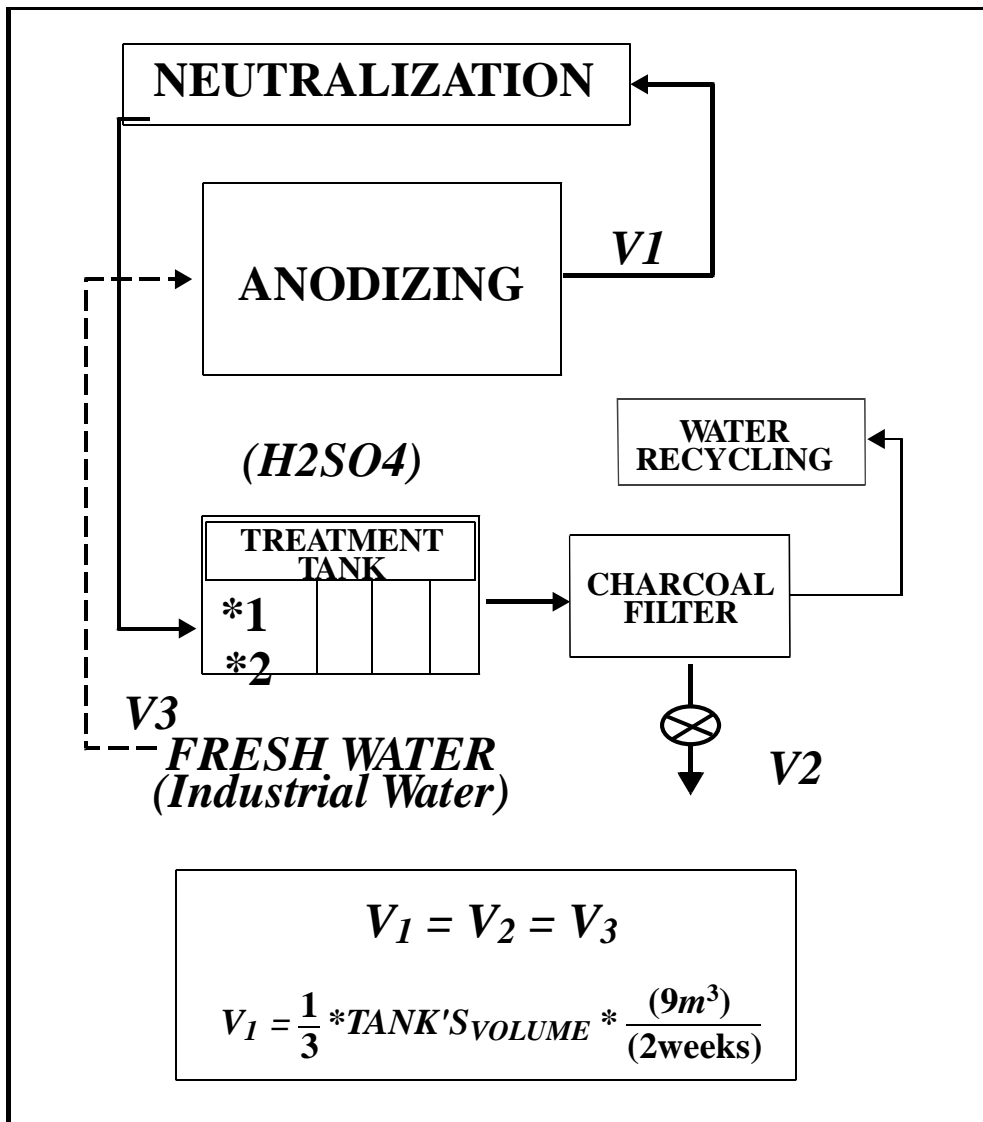 NEUTRALIZATION
V1
ANODIZING
(H2SO4)
WATER
RECYCLING
TREATMENT
TANK
*1
*2
CHARCOAL
FILTER
V3
FRESH WATER
(Industrial Water)
V2
V1 = V2 = V3
V1 = 1/3 *TANK'SVOLUME * (9m³)/(2weeks)